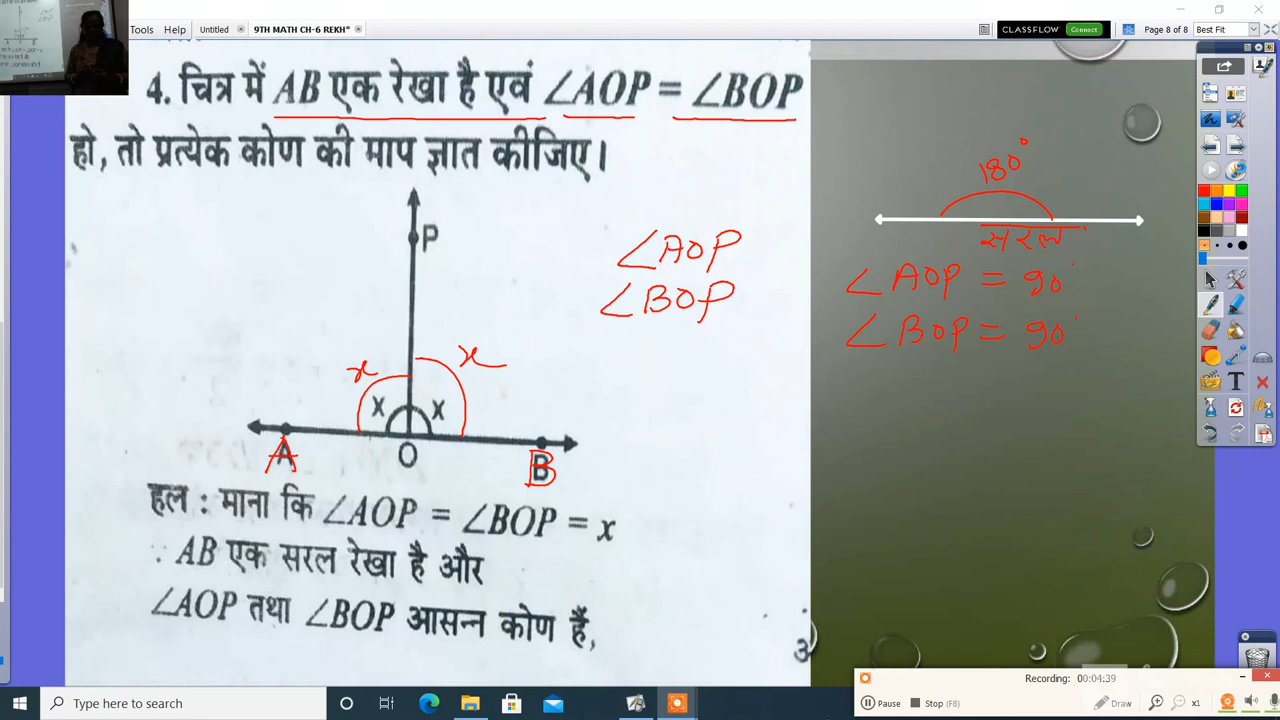 Tools Help Untitled 9TH MATH CH-6 REKH* CLASSFLOW Connect Page 8 of 8 Best Fit
4. चित्र में AB एक रेखा है एवं ∠AOP = ∠BOP
हो, तो प्रत्येक कोण की माप ज्ञात कीजिए।
P
∠AOP
∠BOP
x x
x x
A O B
A B
180°
सरल
∠AOP = 90°
∠BOP = 90°
हल : माना कि ∠AOP = ∠BOP = x
∴ AB एक सरल रेखा है और
∠AOP तथा ∠BOP आसन्न कोण हैं,
3
Recording: 00:04:39
Pause Stop (F8) Draw x1
Type here to search